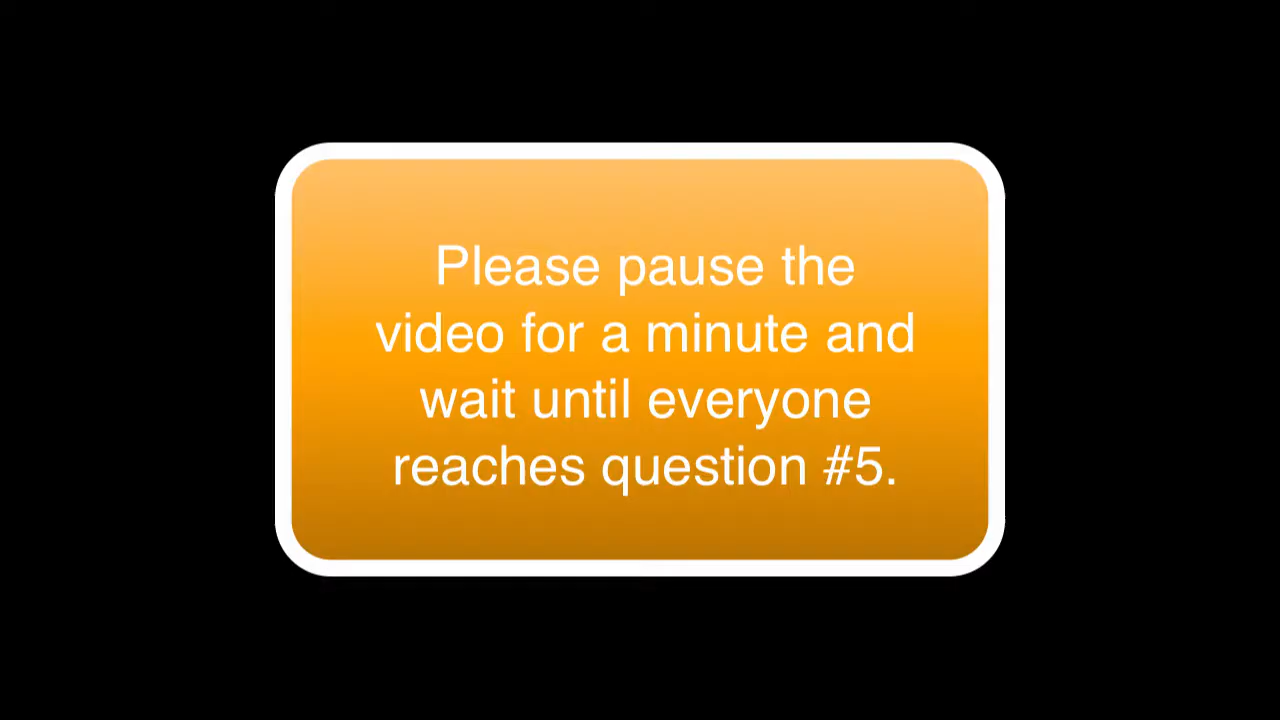 Please pause the
video for a minute and
wait until everyone
reaches question #5.